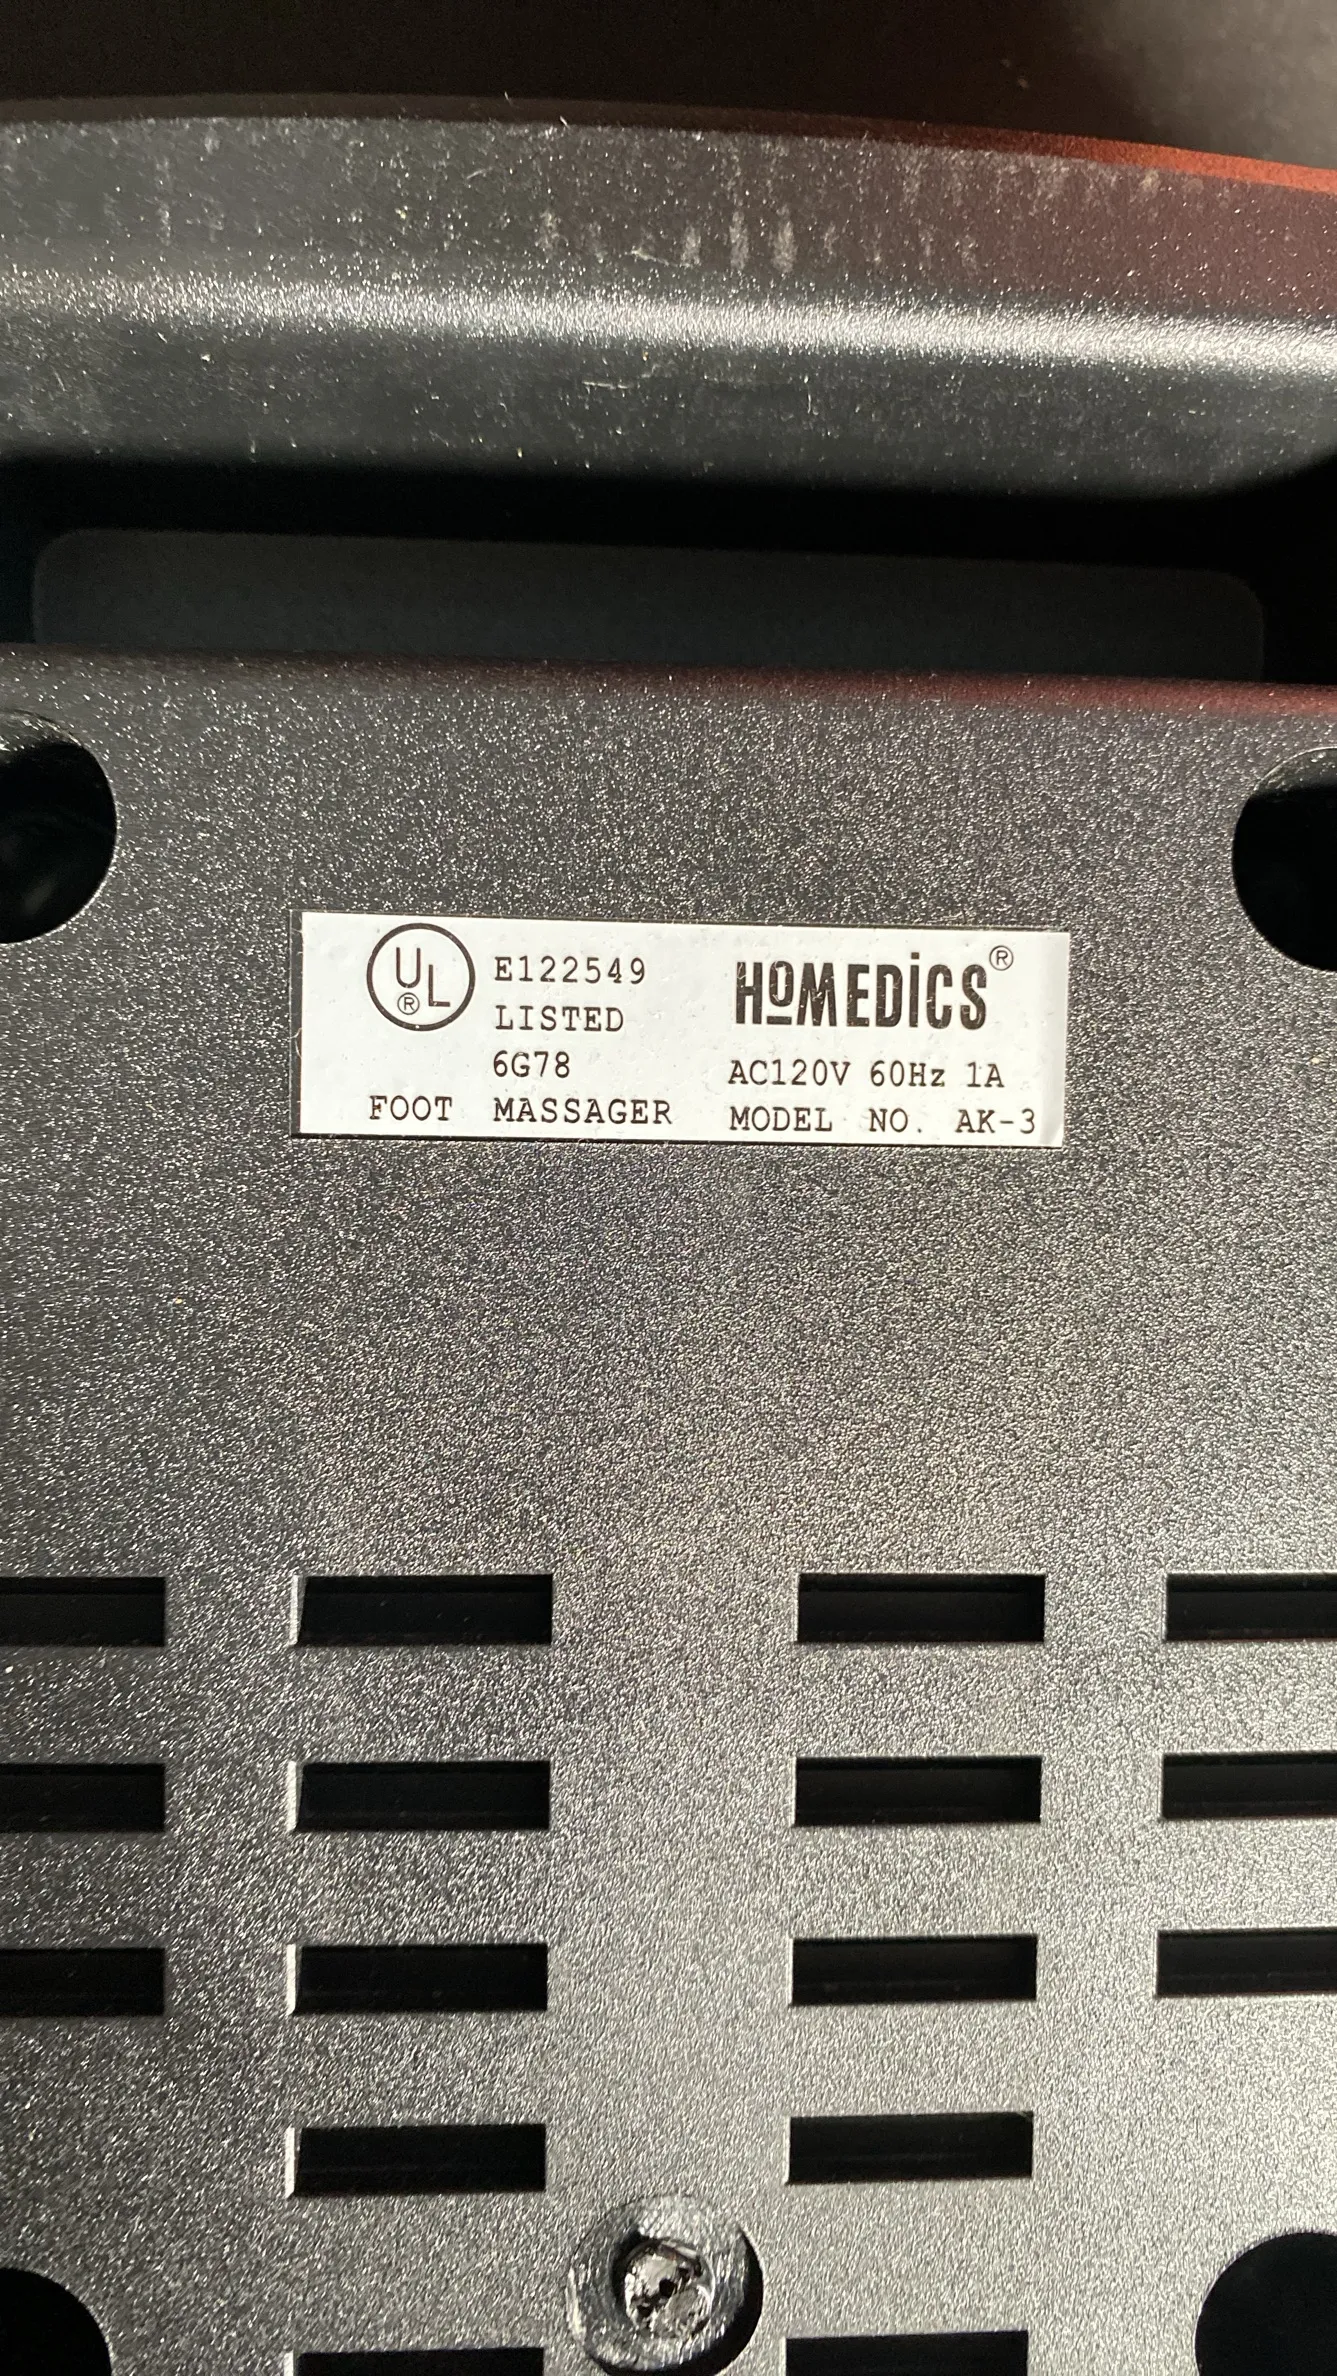 UL® E122549
LISTED
6G78
FOOT MASSAGER
HOMEDiCS®
AC120V 60Hz 1A
MODEL NO. AK-3